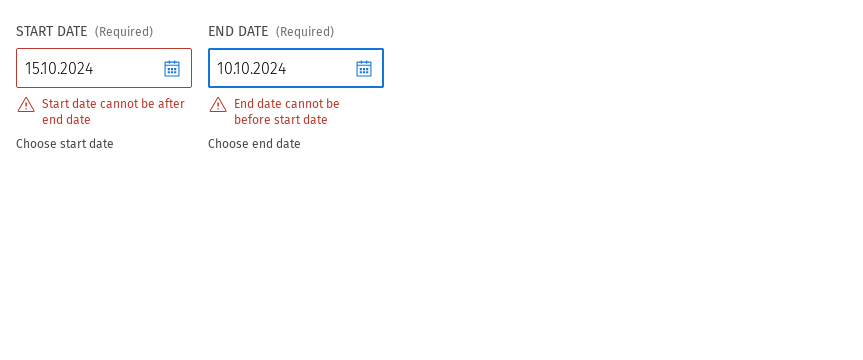 START DATE (Required)
15.10.2024
Start date cannot be after
end date
Choose start date
END DATE (Required)
10.10.2024
End date cannot be
before start date
Choose end date